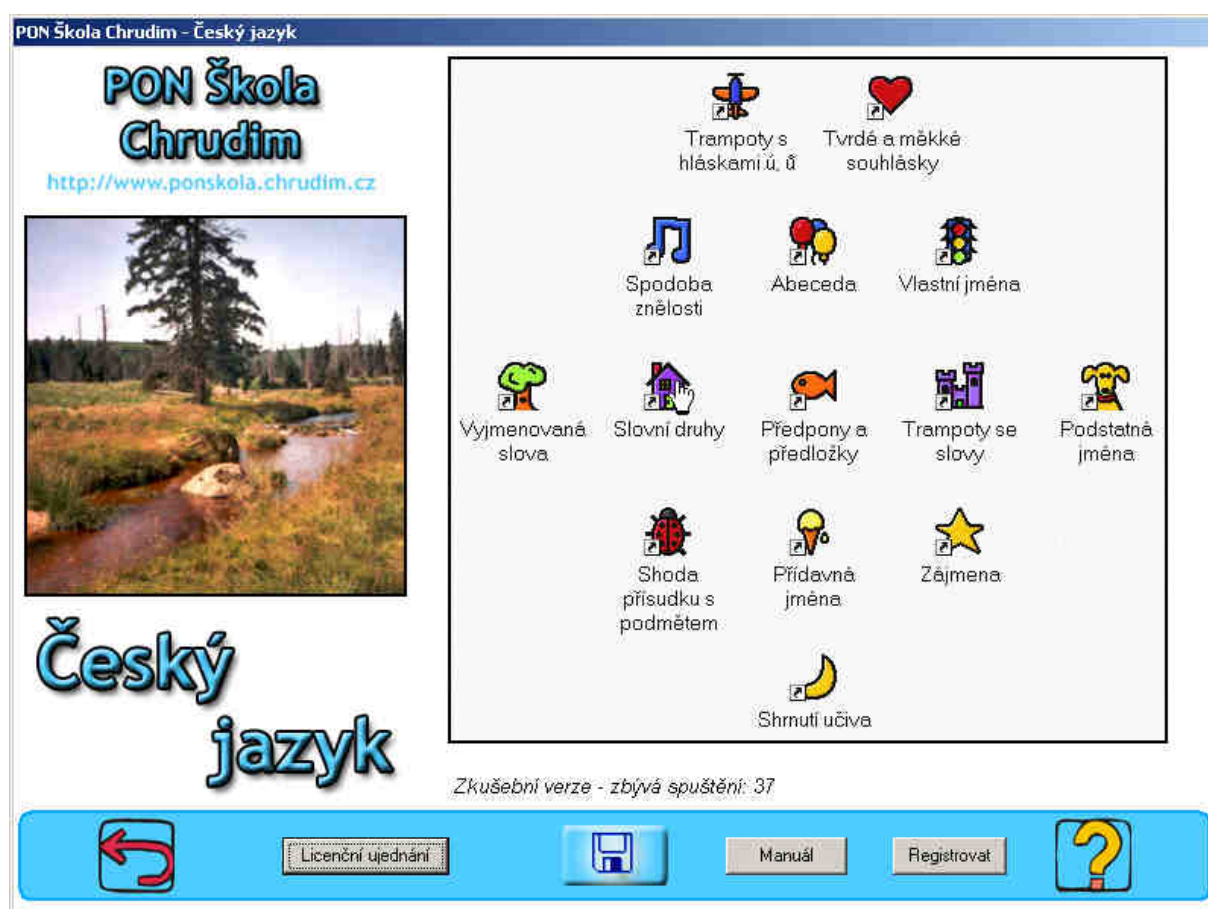 PON Škola Chrudim - Český jazyk
PON Škola
Chrudim
http://www.ponskola.chrudim.cz
Český
jazyk
Trampoty s
hláskami ú, ů
Tvrdé a měkké
souhlásky
Spodoba
znělosti
Abeceda
Vlastní jména
Vyjmenovaná
slova
Slovní druhy
Předpony a
předložky
Trampoty se
slovy
Podstatná
jména
Shoda
přísudku s
podmětem
Přídavná
jména
Zájmena
Shrnutí učiva
Zkušební verze - zbývá spuštění: 37
Licenční ujednání
Manuál
Registrovat
?